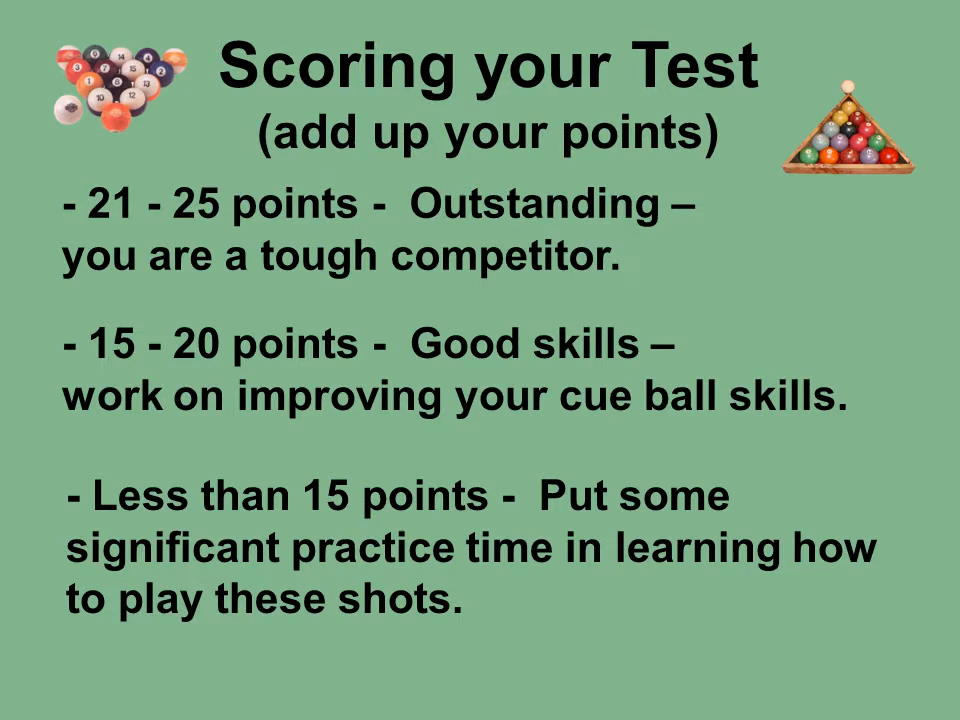 Scoring your Test
(add up your points)
- 21 - 25 points -  Outstanding –
you are a tough competitor.
- 15 - 20 points -  Good skills –
work on improving your cue ball skills.
- Less than 15 points -  Put some
significant practice time in learning how
to play these shots.